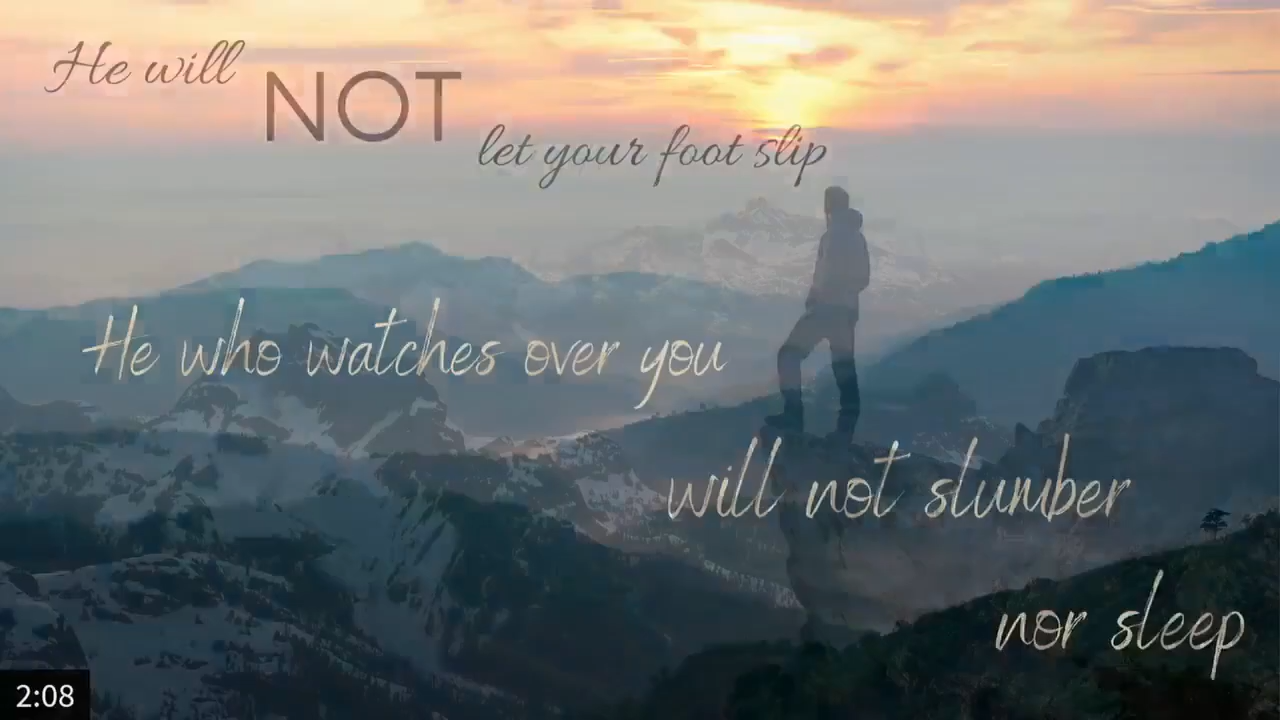 He will
NOT
let your foot slip
He who watches over you
will not slumber
nor sleep
2:08